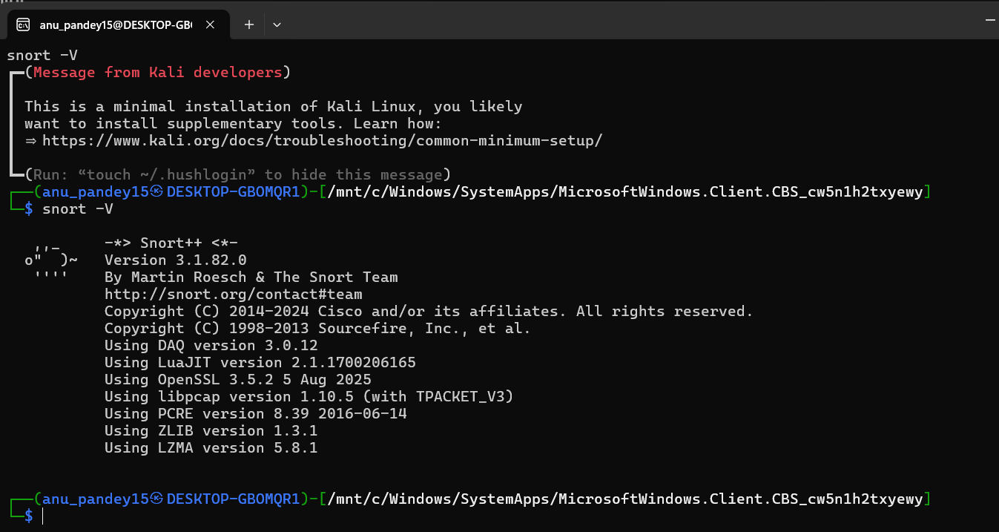 anu_pandey15@DESKTOP-GB
snort -V
(Message from Kali developers)
This is a minimal installation of Kali Linux, you likely
want to install supplementary tools. Learn how:
⇒ https://www.kali.org/docs/troubleshooting/common-minimum-setup/
(Run: “touch ~/.hushlogin” to hide this message)
┌──(anu_pandey15㉿DESKTOP-GBOMQR1)-[/mnt/c/Windows/SystemApps/MicrosoftWindows.Client.CBS_cw5n1h2txyewy]
└─$ snort -V
,,_ -*> Snort++ <*-
o" )~ Version 3.1.82.0
'''' By Martin Roesch & The Snort Team
http://snort.org/contact#team
Copyright (C) 2014-2024 Cisco and/or its affiliates. All rights reserved.
Copyright (C) 1998-2013 Sourcefire, Inc., et al.
Using DAQ version 3.0.12
Using LuaJIT version 2.1.1700206165
Using OpenSSL 3.5.2 5 Aug 2025
Using libpcap version 1.10.5 (with TPACKET_V3)
Using PCRE version 8.39 2016-06-14
Using ZLIB version 1.3.1
Using LZMA version 5.8.1
┌──(anu_pandey15㉿DESKTOP-GBOMQR1)-[/mnt/c/Windows/SystemApps/MicrosoftWindows.Client.CBS_cw5n1h2txyewy]
└─$